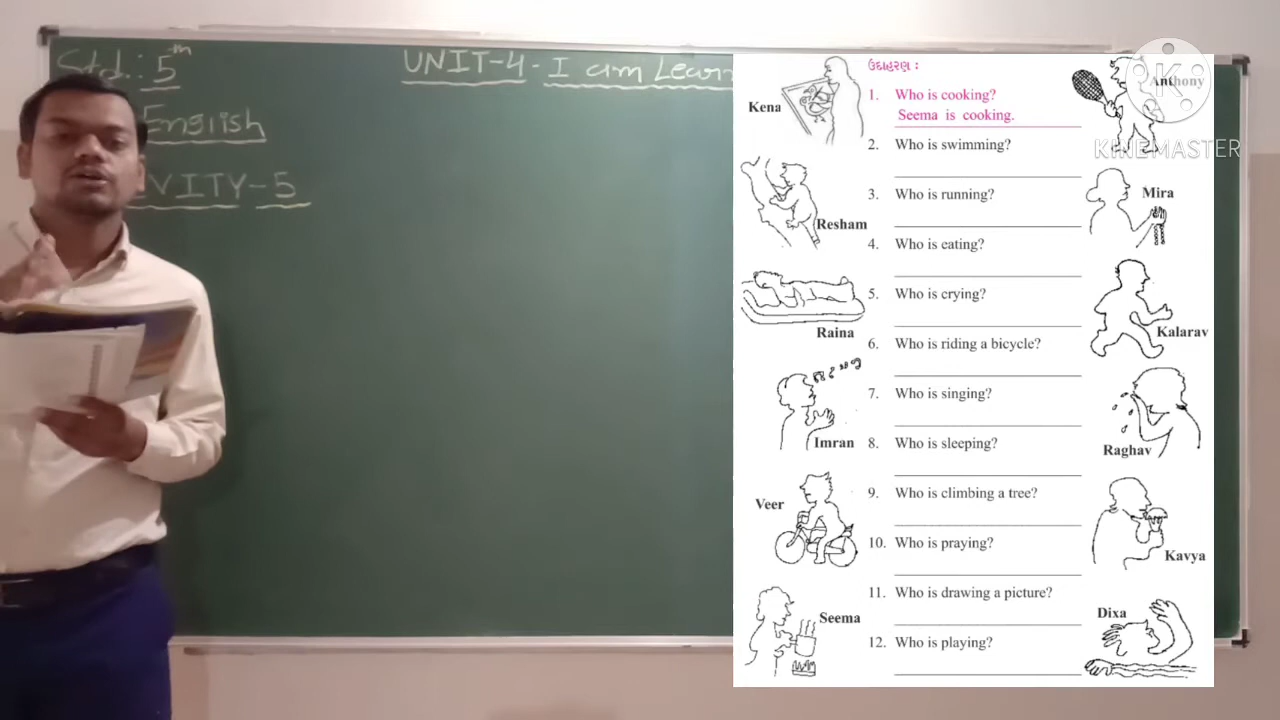 Std.: 5th
UNIT-4 - I am Learn
English
VITY-5
ઉદાહરણ :
Kena
1. Who is cooking?
Seema is cooking.
Anthony
KINEMASTER
2. Who is swimming?
3. Who is running?
Mira
Resham
4. Who is eating?
5. Who is crying?
Raina
Kalarav
6. Who is riding a bicycle?
7. Who is singing?
Imran
8. Who is sleeping?
Raghav
9. Who is climbing a tree?
Veer
10. Who is praying?
Kavya
11. Who is drawing a picture?
Seema
Dixa
12. Who is playing?